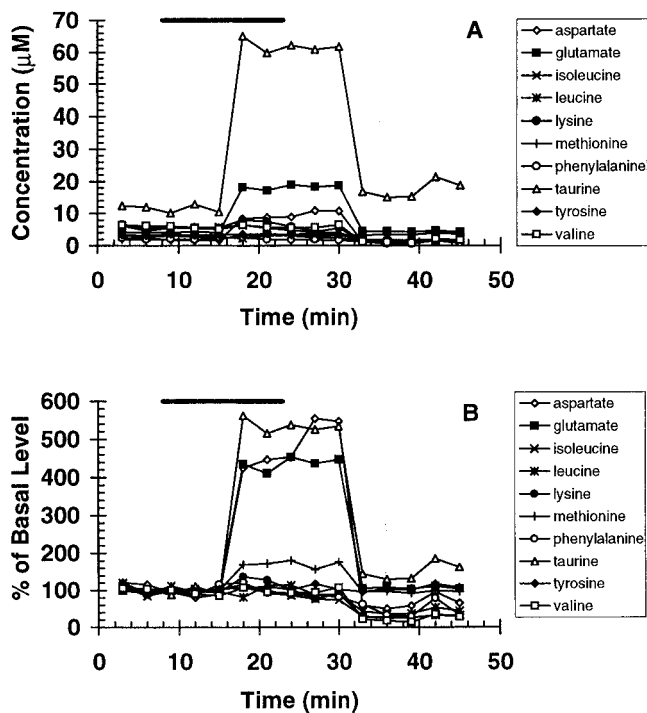 A
Concentration (µM)
70
60
50
40
30
20
10
0
0 10 20 30 40 50
Time (min)
aspartate
glutamate
isoleucine
leucine
lysine
methionine
phenylalanine
taurine
tyrosine
valine
B
% of Basal Level
600
500
400
300
200
100
0
0 10 20 30 40 50
Time (min)
aspartate
glutamate
isoleucine
leucine
lysine
methionine
phenylalanine
taurine
tyrosine
valine